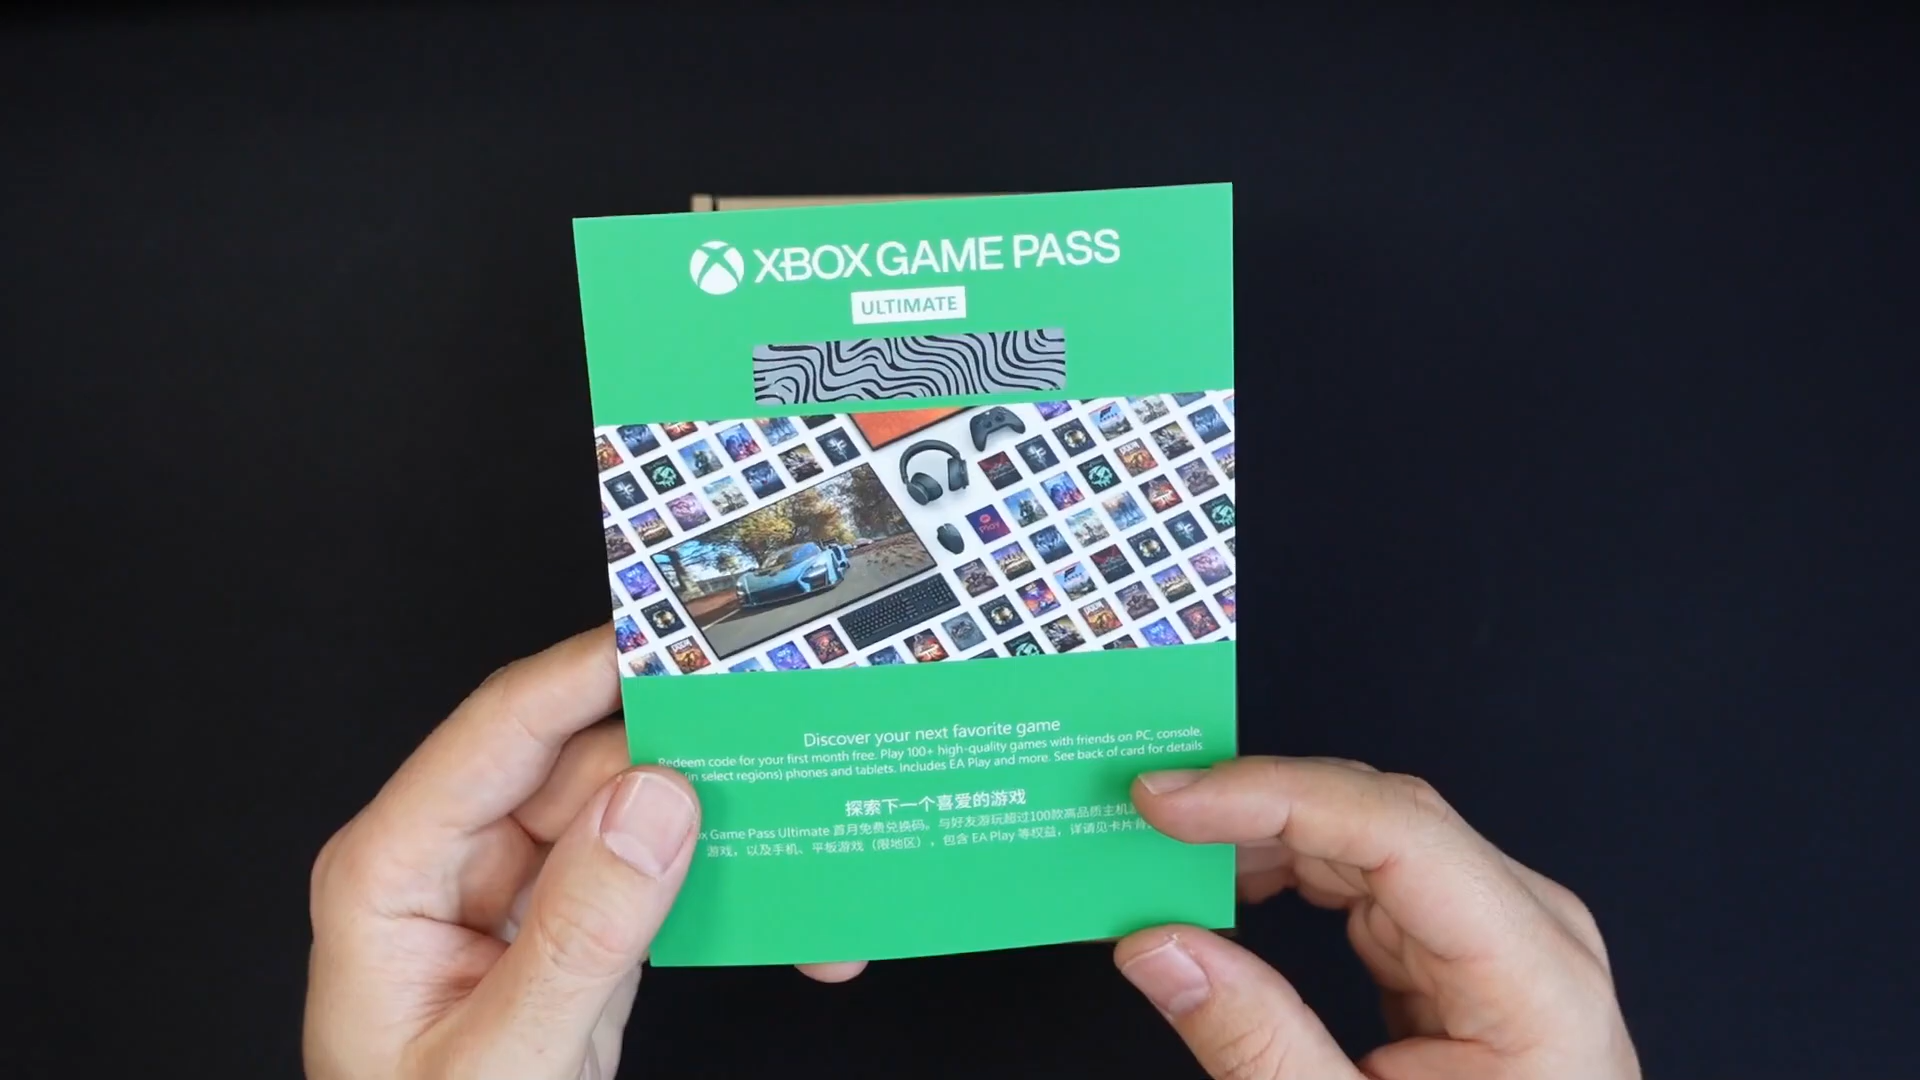 XBOX GAME PASS
ULTIMATE
Play
Discover your next favorite game
Redeem code for your first month free. Play 100+ high-quality games with friends on PC, console,
(in select regions) phones and tablets. Includes EA Play and more. See back of card for details
探索下一个喜爱的游戏
Game Pass Ultimate 首月免费兑换码。与好友游玩超过100款高品质主机
游戏，以及手机、平板游戏（限地区），包含 EA Play 等权益，详请见卡片背